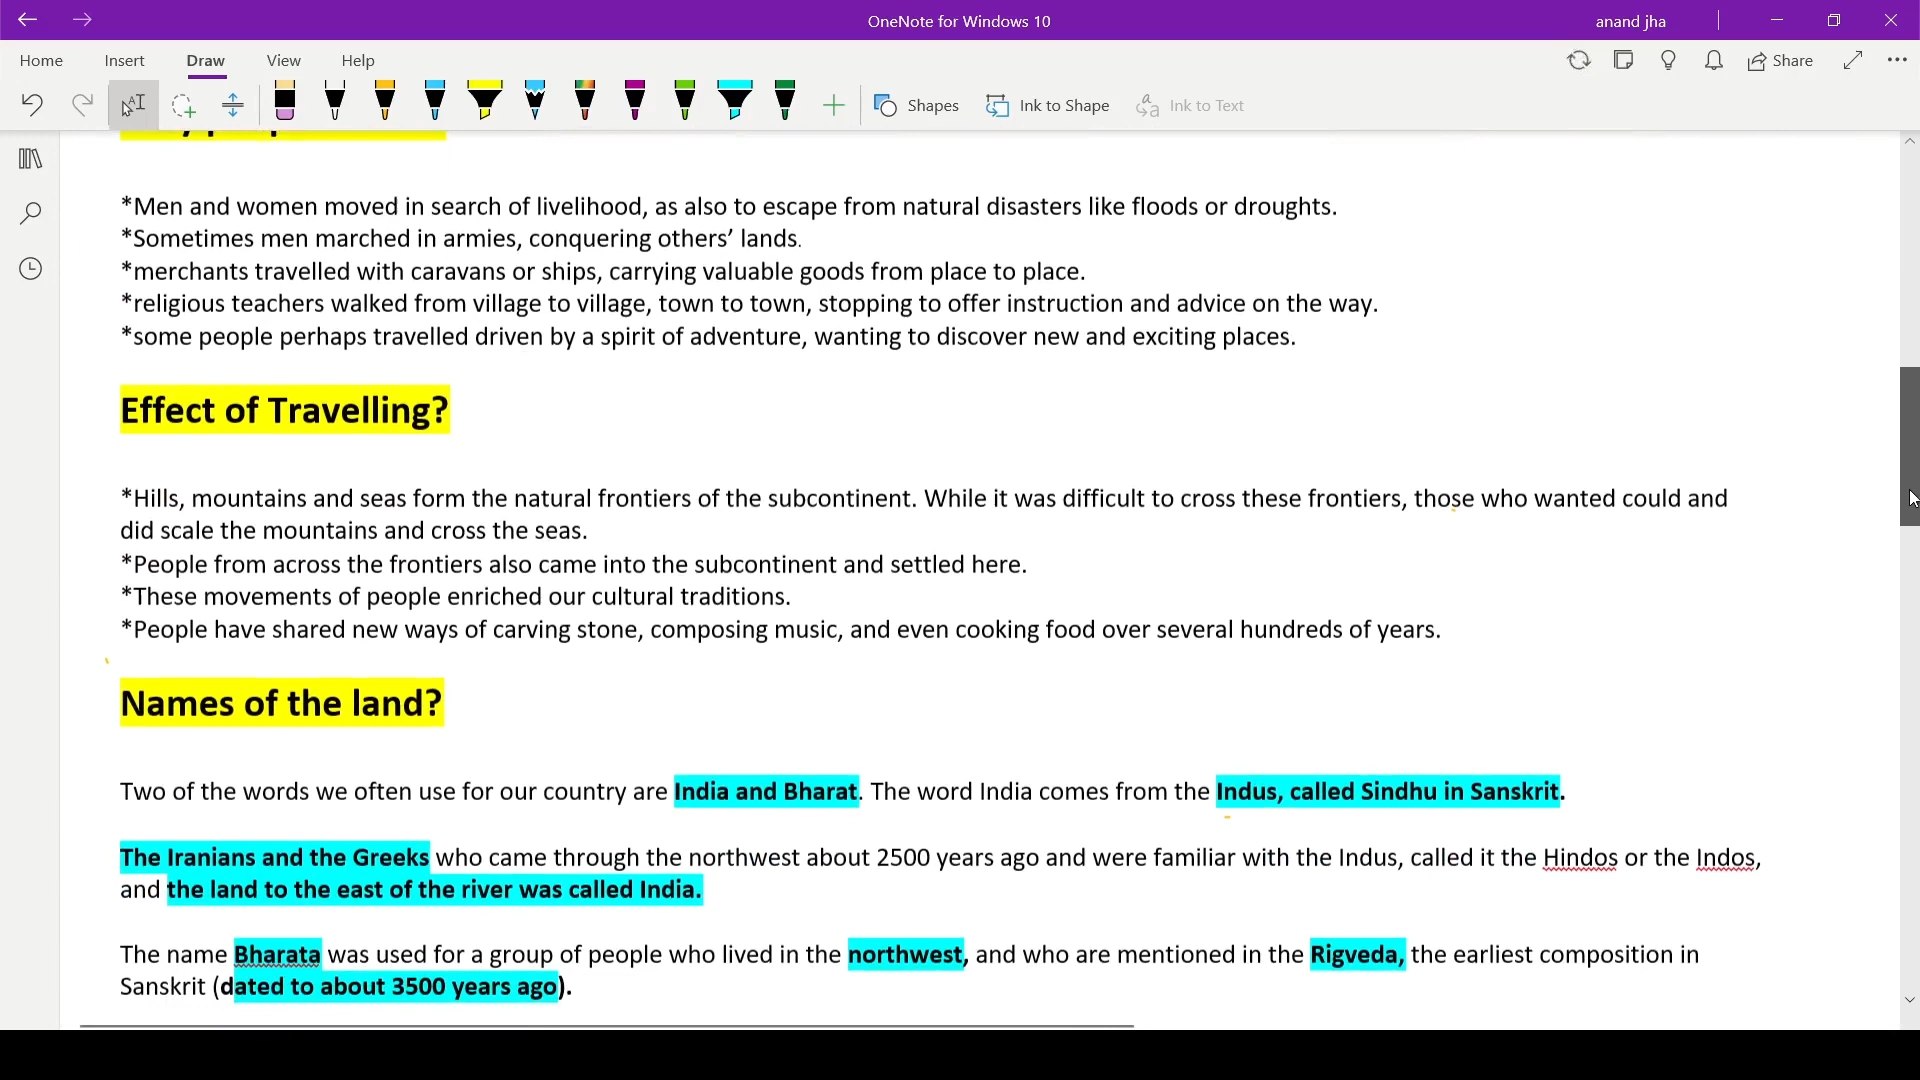 OneNote for Windows 10
anand jha
Home Insert Draw View Help
Share
Shapes Ink to Shape Ink to Text
*Men and women moved in search of livelihood, as also to escape from natural disasters like floods or droughts.
*Sometimes men marched in armies, conquering others’ lands.
*merchants travelled with caravans or ships, carrying valuable goods from place to place.
*religious teachers walked from village to village, town to town, stopping to offer instruction and advice on the way.
*some people perhaps travelled driven by a spirit of adventure, wanting to discover new and exciting places.
Effect of Travelling?
*Hills, mountains and seas form the natural frontiers of the subcontinent. While it was difficult to cross these frontiers, those who wanted could and
did scale the mountains and cross the seas.
*People from across the frontiers also came into the subcontinent and settled here.
*These movements of people enriched our cultural traditions.
*People have shared new ways of carving stone, composing music, and even cooking food over several hundreds of years.
Names of the land?
Two of the words we often use for our country are India and Bharat. The word India comes from the Indus, called Sindhu in Sanskrit.
The Iranians and the Greeks who came through the northwest about 2500 years ago and were familiar with the Indus, called it the Hindos or the Indos,
and the land to the east of the river was called India.
The name Bharata was used for a group of people who lived in the northwest, and who are mentioned in the Rigveda, the earliest composition in
Sanskrit (dated to about 3500 years ago).